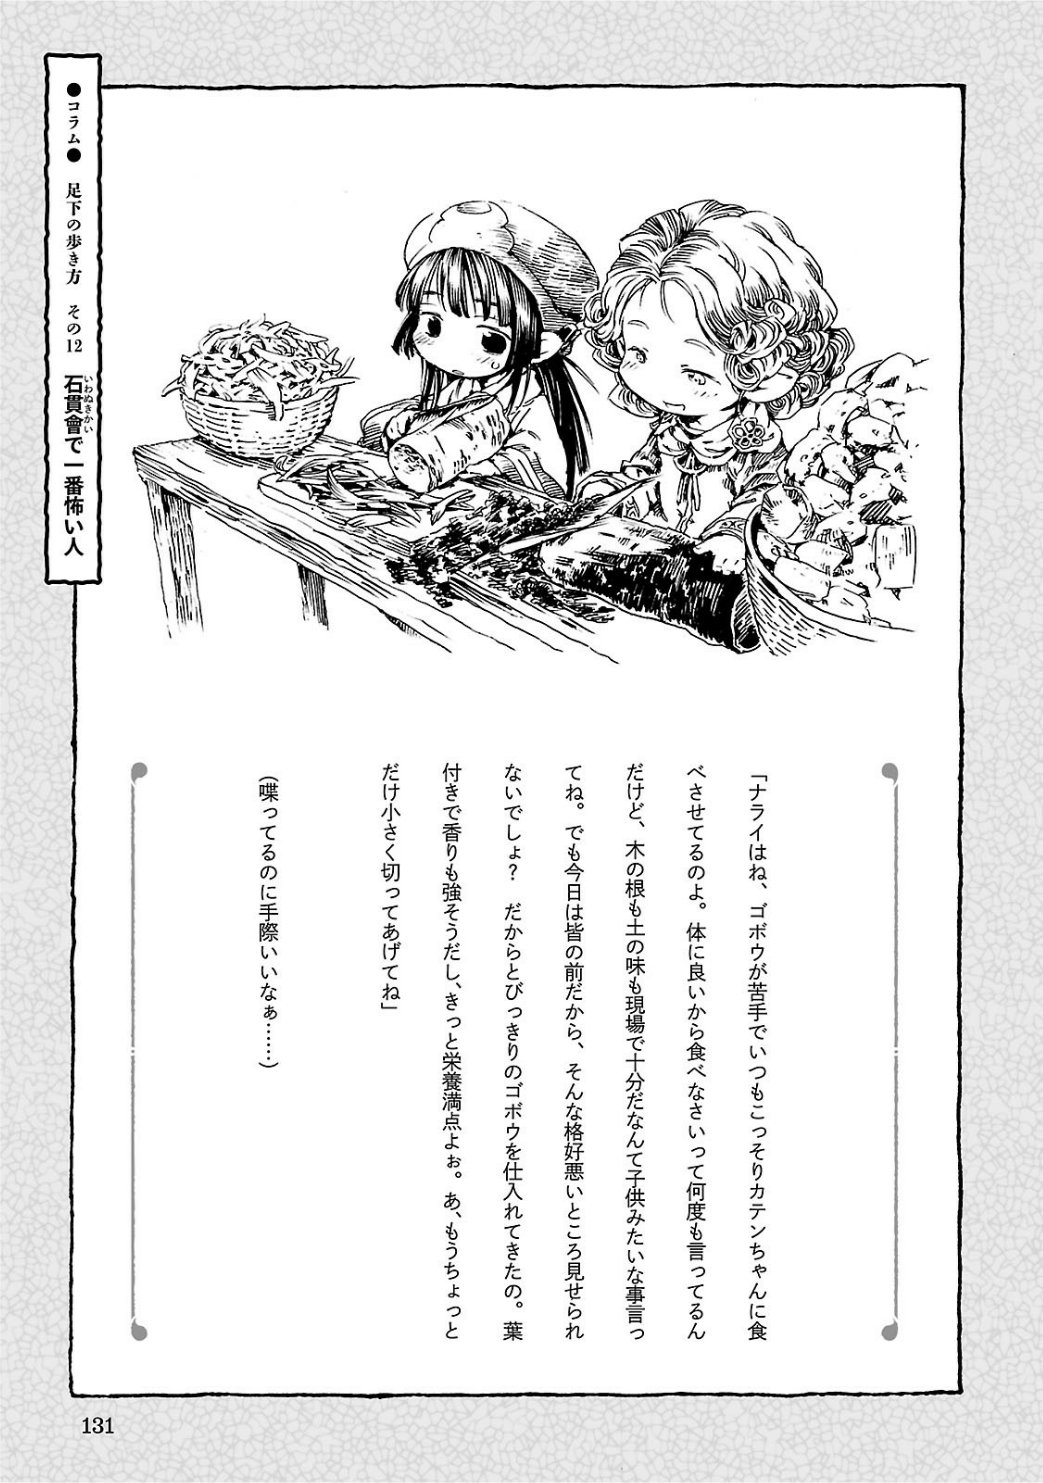 ●コラム● 足下の歩き方 その12 石貫會で一番怖い人
いわぬきかい
「ナライはね、ゴボウが苦手でいつもこっそりカテンちゃんに食
べさせてるのよ。体に良いから食べなさいって何度も言ってるん
だけど、木の根も土の味も現場で十分だなんて子供みたいな事言っ
てね。でも今日は皆の前だから、そんな格好悪いところ見せられ
ないでしょ？　だからとびっきりのゴボウを仕入れてきたの。葉
付きで香りも強そうだし、きっと栄養満点よぉ。あ、もうちょっと
だけ小さく切ってあげてね」
（喋ってるのに手際いいなぁ……）
131